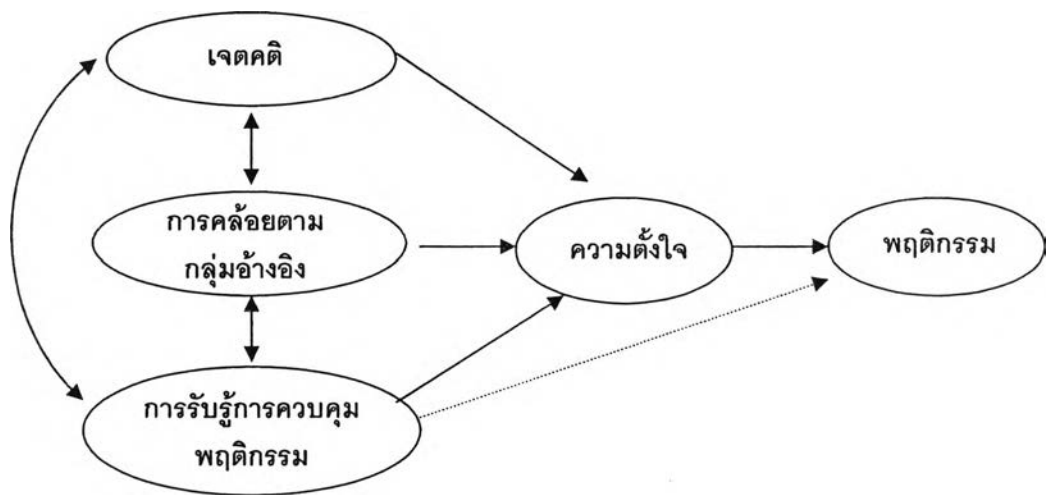 เจตคติ
การคล้อยตาม
กลุ่มอ้างอิง
ความตั้งใจ
พฤติกรรม
การรับรู้การควบคุม
พฤติกรรม